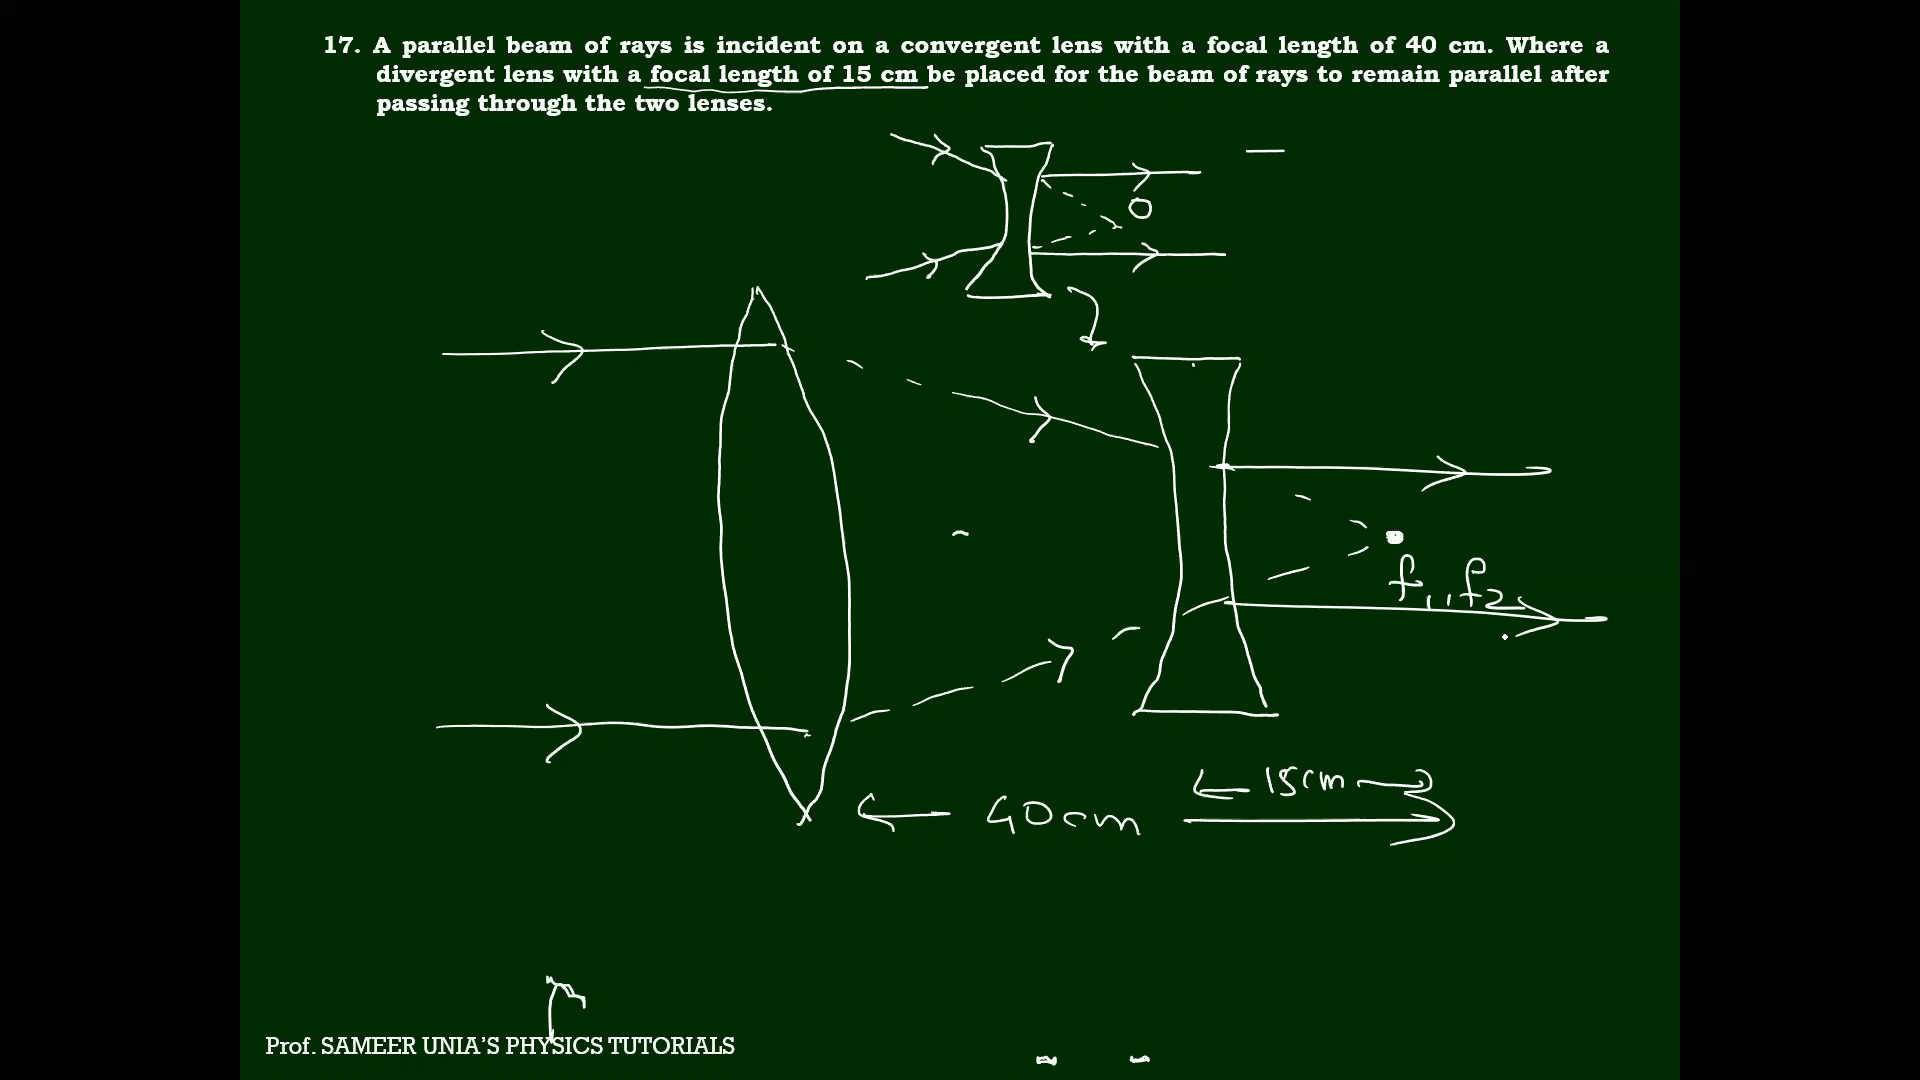 17. A parallel beam of rays is incident on a convergent lens with a focal length of 40 cm. Where a
divergent lens with a focal length of 15 cm be placed for the beam of rays to remain parallel after
passing through the two lenses.
O
f1, f2
15cm
40cm
Prof. SAMEER UNIA'S PHYSICS TUTORIALS